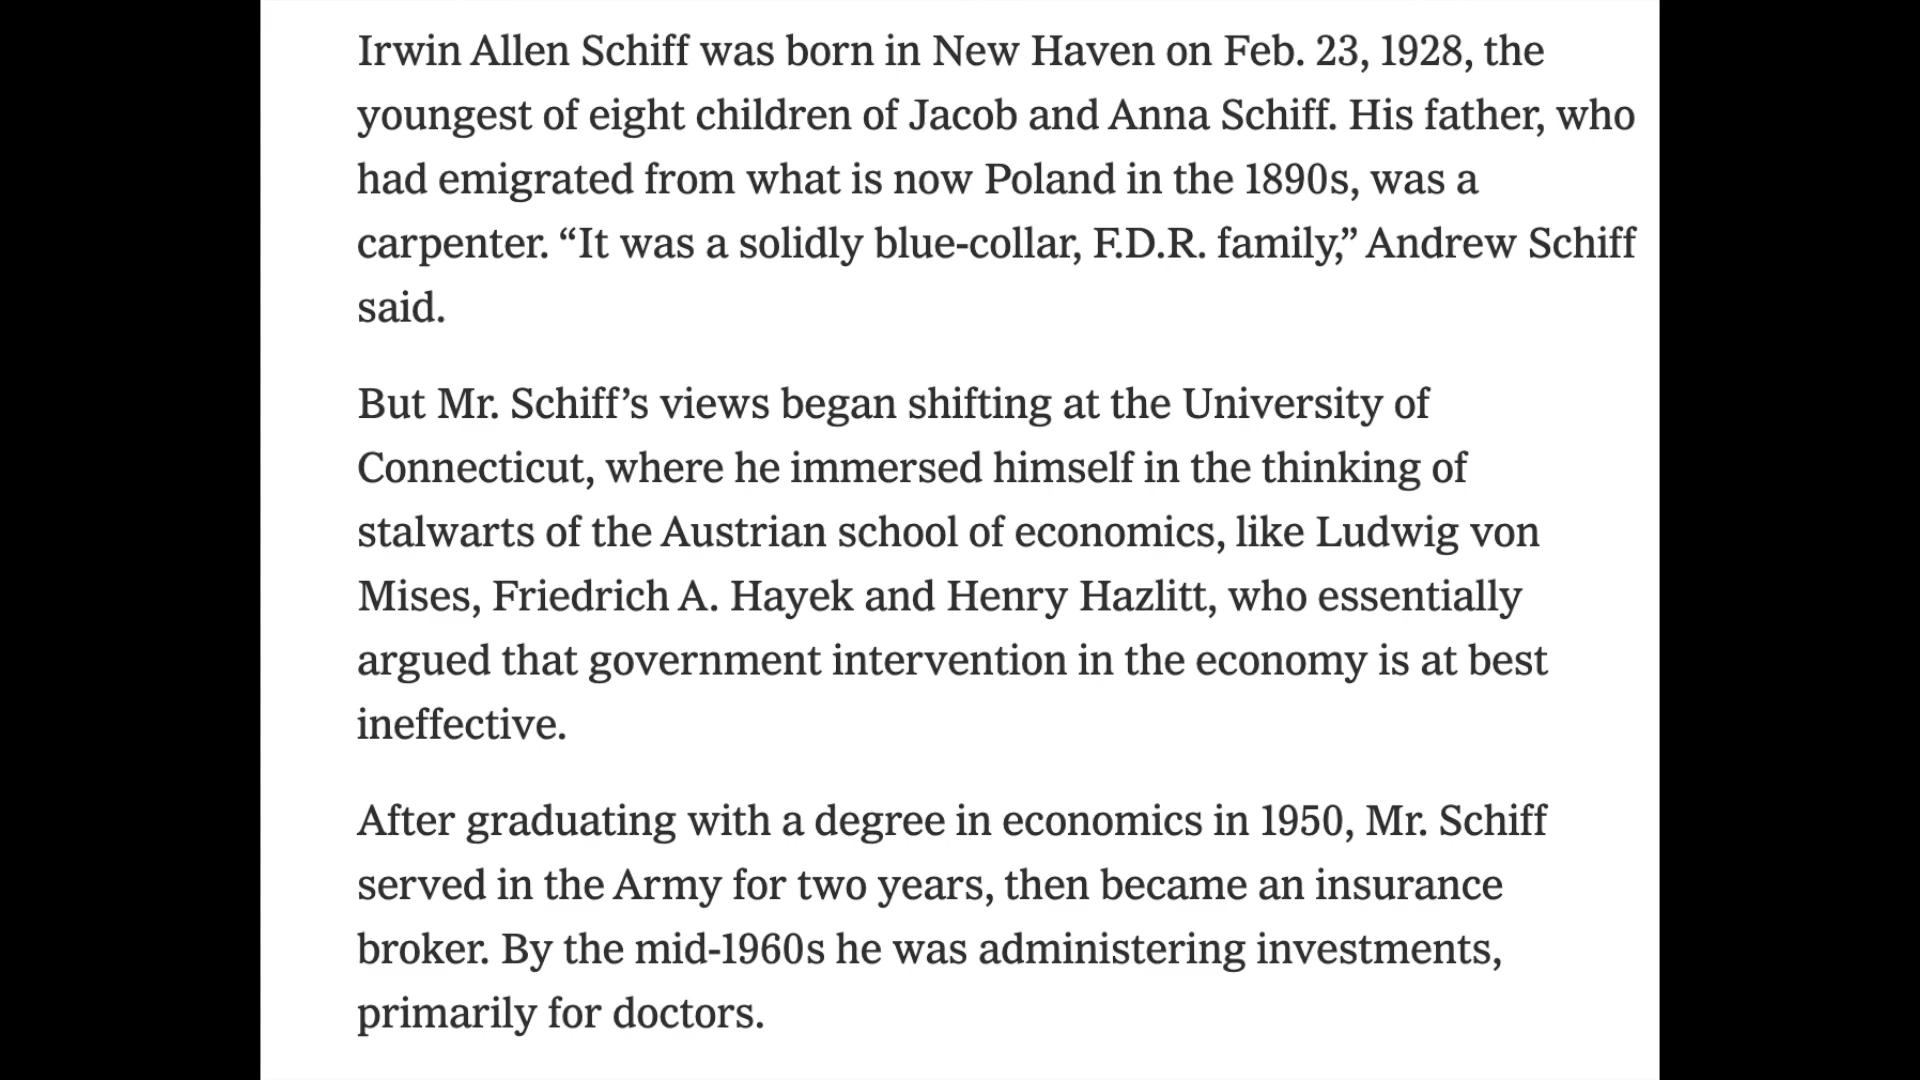 Irwin Allen Schiff was born in New Haven on Feb. 23, 1928, the
youngest of eight children of Jacob and Anna Schiff. His father, who
had emigrated from what is now Poland in the 1890s, was a
carpenter. “It was a solidly blue-collar, F.D.R. family,” Andrew Schiff
said.
But Mr. Schiff’s views began shifting at the University of
Connecticut, where he immersed himself in the thinking of
stalwarts of the Austrian school of economics, like Ludwig von
Mises, Friedrich A. Hayek and Henry Hazlitt, who essentially
argued that government intervention in the economy is at best
ineffective.
After graduating with a degree in economics in 1950, Mr. Schiff
served in the Army for two years, then became an insurance
broker. By the mid-1960s he was administering investments,
primarily for doctors.